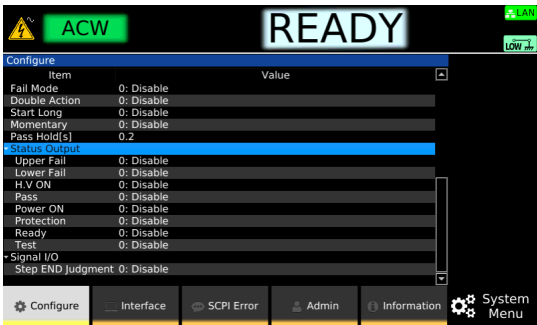 LAN
ACW
READY
LOW
Configure
Item Value
Fail Mode 0: Disable
Double Action 0: Disable
Start Long 0: Disable
Momentary 0: Disable
Pass Hold[s] 0.2
Status Output
Upper Fail 0: Disable
Lower Fail 0: Disable
H.V ON 0: Disable
Pass 0: Disable
Power ON 0: Disable
Protection 0: Disable
Ready 0: Disable
Test 0: Disable
Signal I/O
Step END Judgment 0: Disable
Configure Interface SCPI Error Admin Information System
Menu